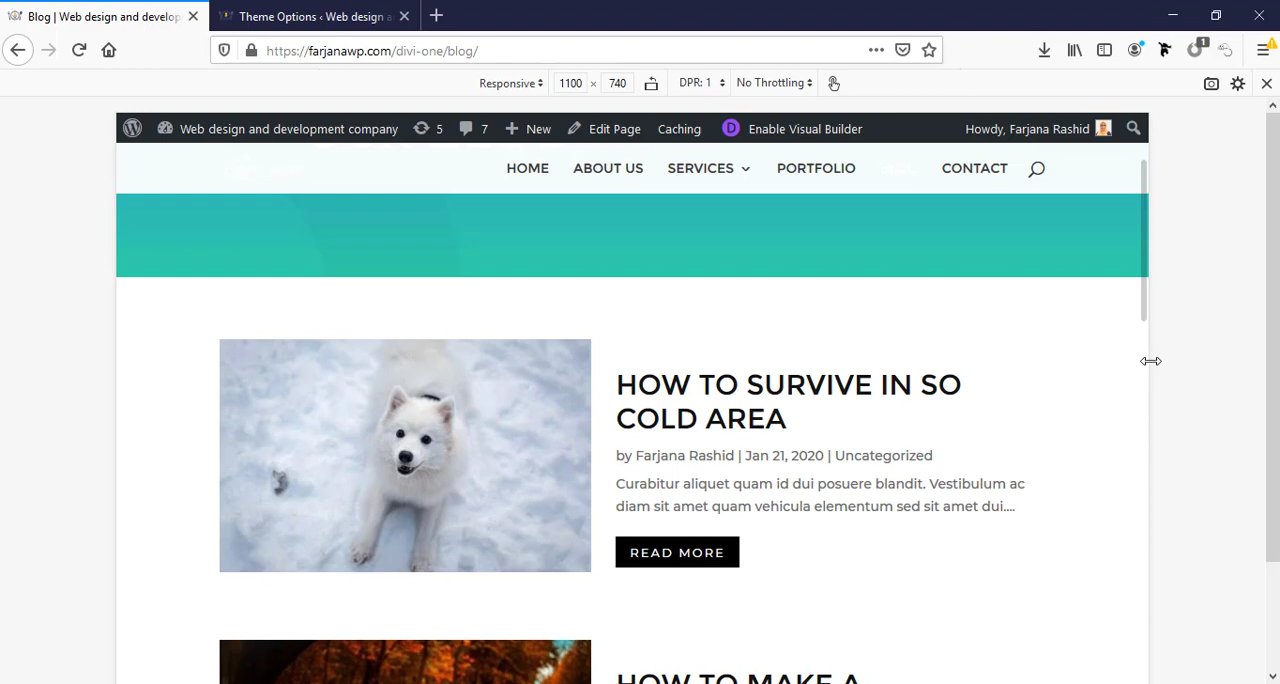 Blog | Web design and develop
Theme Options ‹ Web design a
https://farjanawp.com/divi-one/blog/
1
Responsive
1100 × 740
DPR: 1
No Throttling
Web design and development company
5
7
New
Edit Page
Caching
D
Enable Visual Builder
Howdy, Farjana Rashid
HOME
ABOUT US
SERVICES
PORTFOLIO
CONTACT
HOW TO SURVIVE IN SO
COLD AREA
by Farjana Rashid | Jan 21, 2020 | Uncategorized
Curabitur aliquet quam id dui posuere blandit. Vestibulum ac
diam sit amet quam vehicula elementum sed sit amet dui....
READ MORE
HOW TO MAKE A